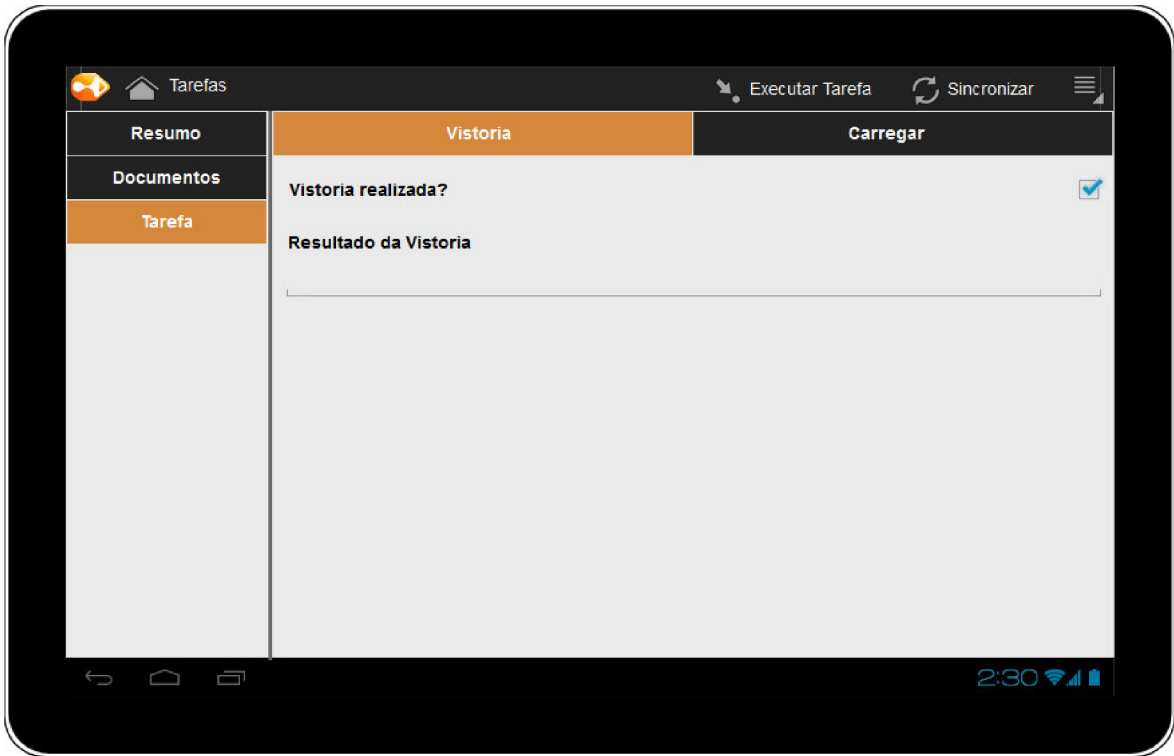 Tarefas
Executar Tarefa
Sincronizar
Resumo
Vistoria
Carregar
Documentos
Vistoria realizada?
Tarefa
Resultado da Vistoria
2:30